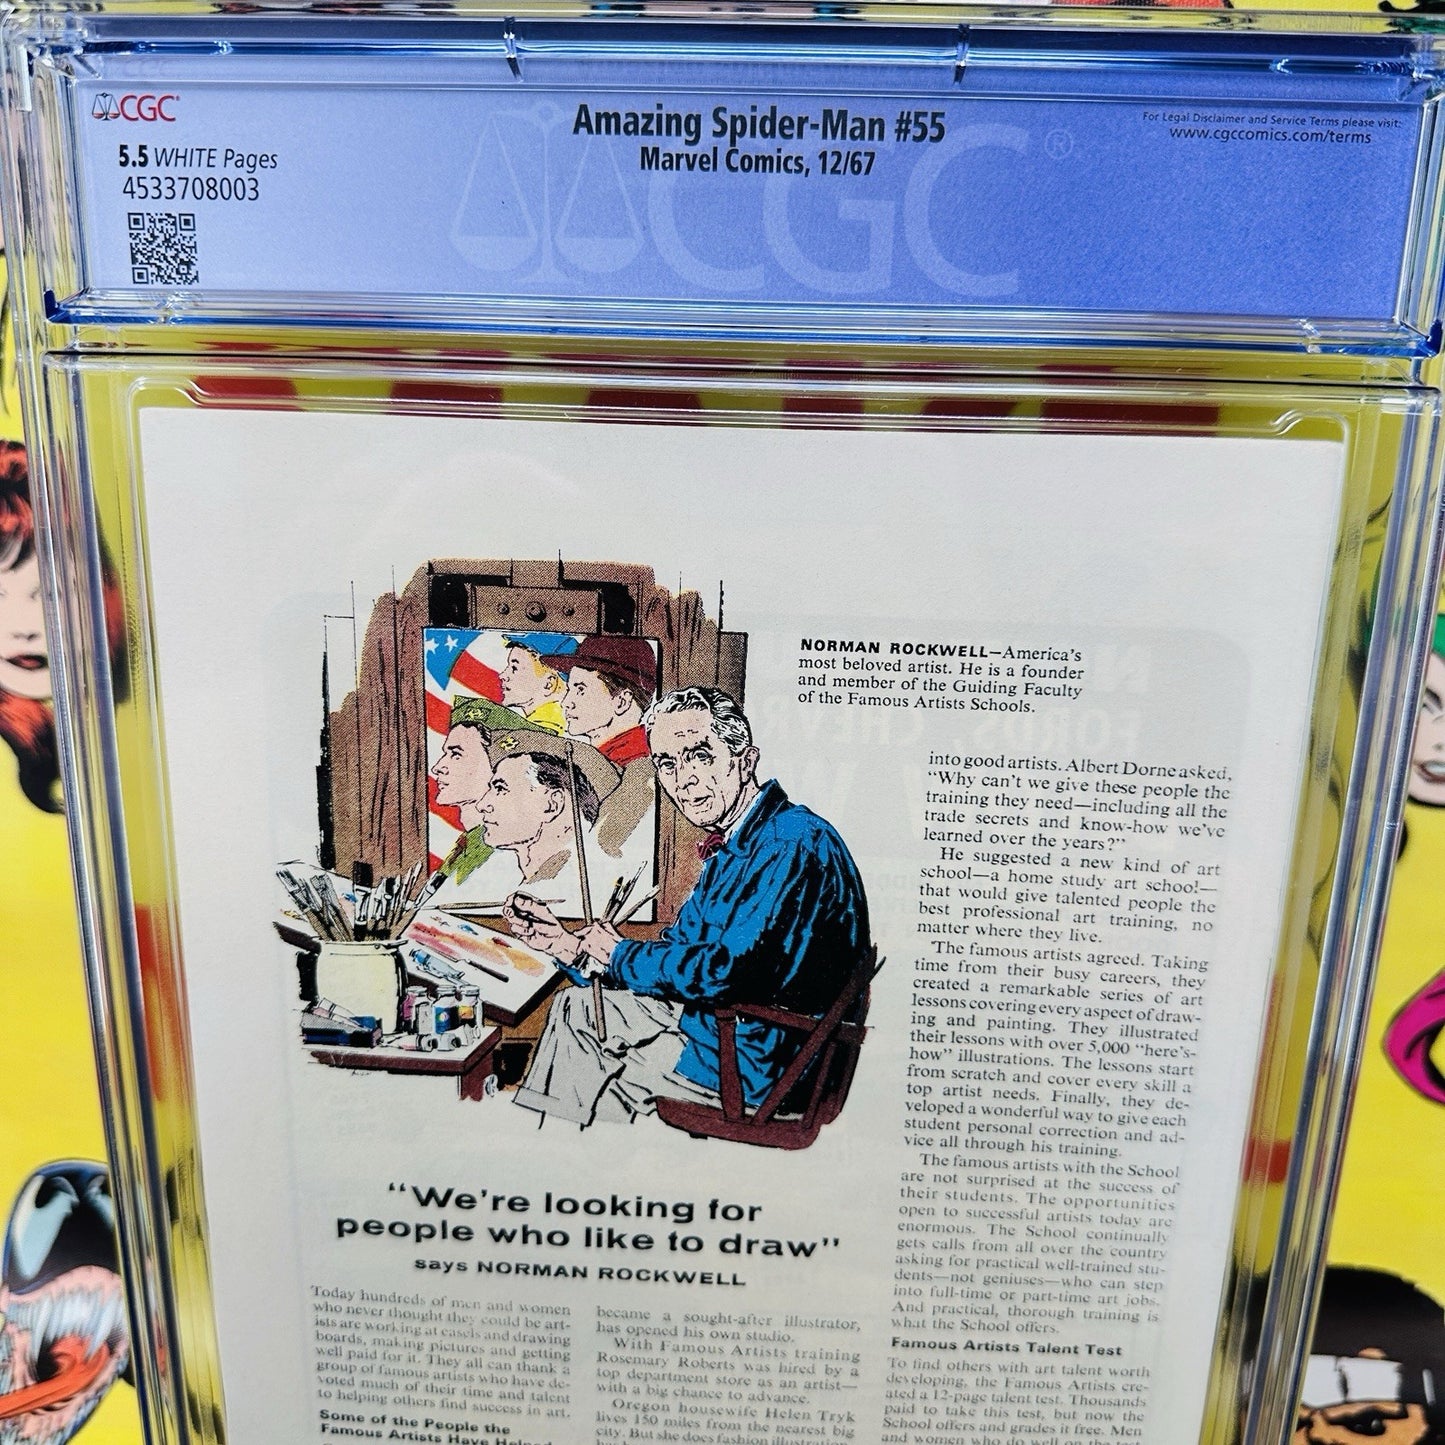 CGC
Amazing Spider-Man #55
Marvel Comics, 12/67
For Legal Disclaimer and Service Terms please visit:
www.cgccomics.com/terms
5.5 WHITE Pages
4533708003
CGC®
NORMAN ROCKWELL—America's
most beloved artist. He is a founder
and member of the Guiding Faculty
of the Famous Artists Schools.
"We're looking for
people who like to draw"
says NORMAN ROCKWELL
Today hundreds of men and women
who never thought they could be art-
ists are working at easels and drawing
boards, making pictures and getting
well paid for it. They all can thank a
group of famous artists who have de-
voted much of their time and talent
to helping others find success in art.
Some of the People the
Famous Artists Have Helped
became a sought-after illustrator,
has opened his own studio.
With Famous Artists training
Rosemary Roberts was hired by a
top department store as an artist—
with a big chance to advance.
Oregon housewife Helen Tryk
lives 150 miles from the nearest big
city. But she does fashion illustration
into good artists. Albert Dorne asked,
"Why can't we give these people the
training they need—including all the
trade secrets and know-how we've
learned over the years?"
He suggested a new kind of art
school—a home study art school—
that would give talented people the
best professional art training, no
matter where they live.
The famous artists agreed. Taking
time from their busy careers, they
created a remarkable series of art
lessons covering every aspect of draw-
ing and painting. They illustrated
their lessons with over 5,000 "here's-
how" illustrations. The lessons start
from scratch and cover every skill a
top artist needs. Finally, they de-
veloped a wonderful way to give each
student personal correction and ad-
vice all through his training.
The famous artists with the School
are not surprised at the success of
their students. The opportunities
open to successful artists today are
enormous. The School continually
gets calls from all over the country
asking for practical well-trained stu-
dents—not geniuses—who can step
into full-time or part-time art jobs.
And practical, thorough training is
what the School offers.
Famous Artists Talent Test
To find others with art talent worth
developing, the Famous Artists cre-
ated a 12-page talent test. Thousands
paid to take this test, but now the
School offers and grades it free. Men
and women who do well on the test